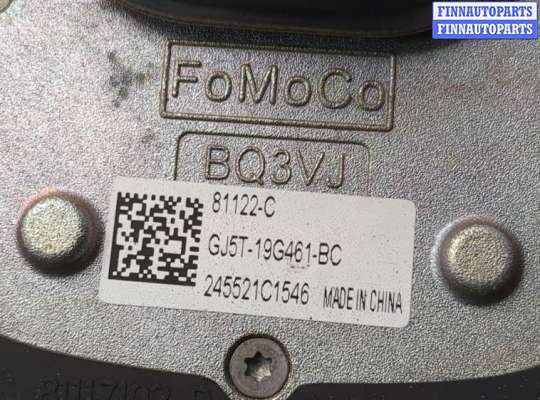 FINNAUTOPARTS
FINNAUTOPARTS
FoMoCo
BQ3VJ
81122-C
GJ5T-19G461-BC
245521C1546 MADE IN CHINA